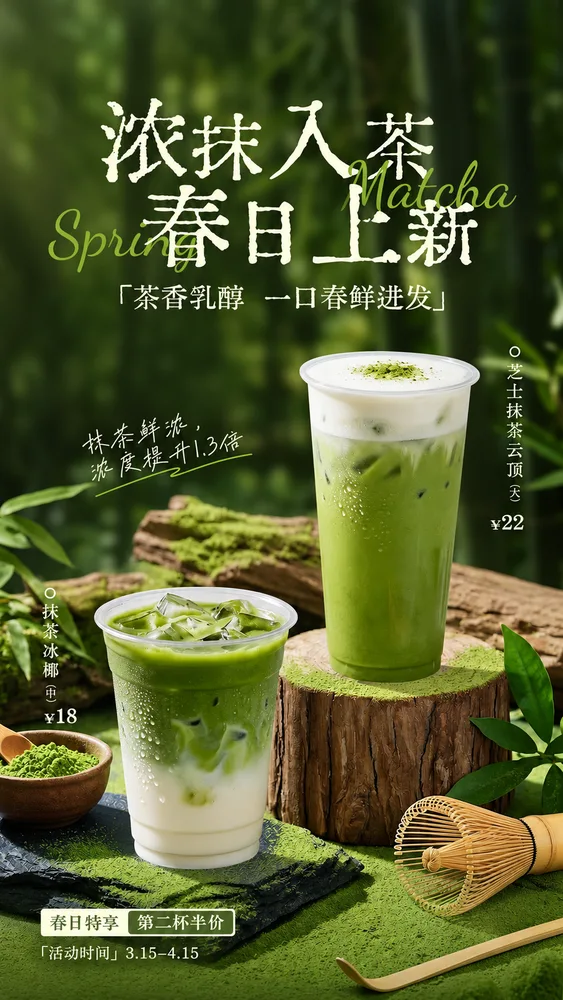 浓抹入茶
Matcha
Spring
春日上新
「茶香乳醇 一口春鲜迸发」
芝士抹茶云顶(大)
¥22
抹茶鲜浓,
浓度提升1.3倍
抹茶冰椰(中)
¥18
春日特享 第二杯半价
「活动时间」3.15-4.15